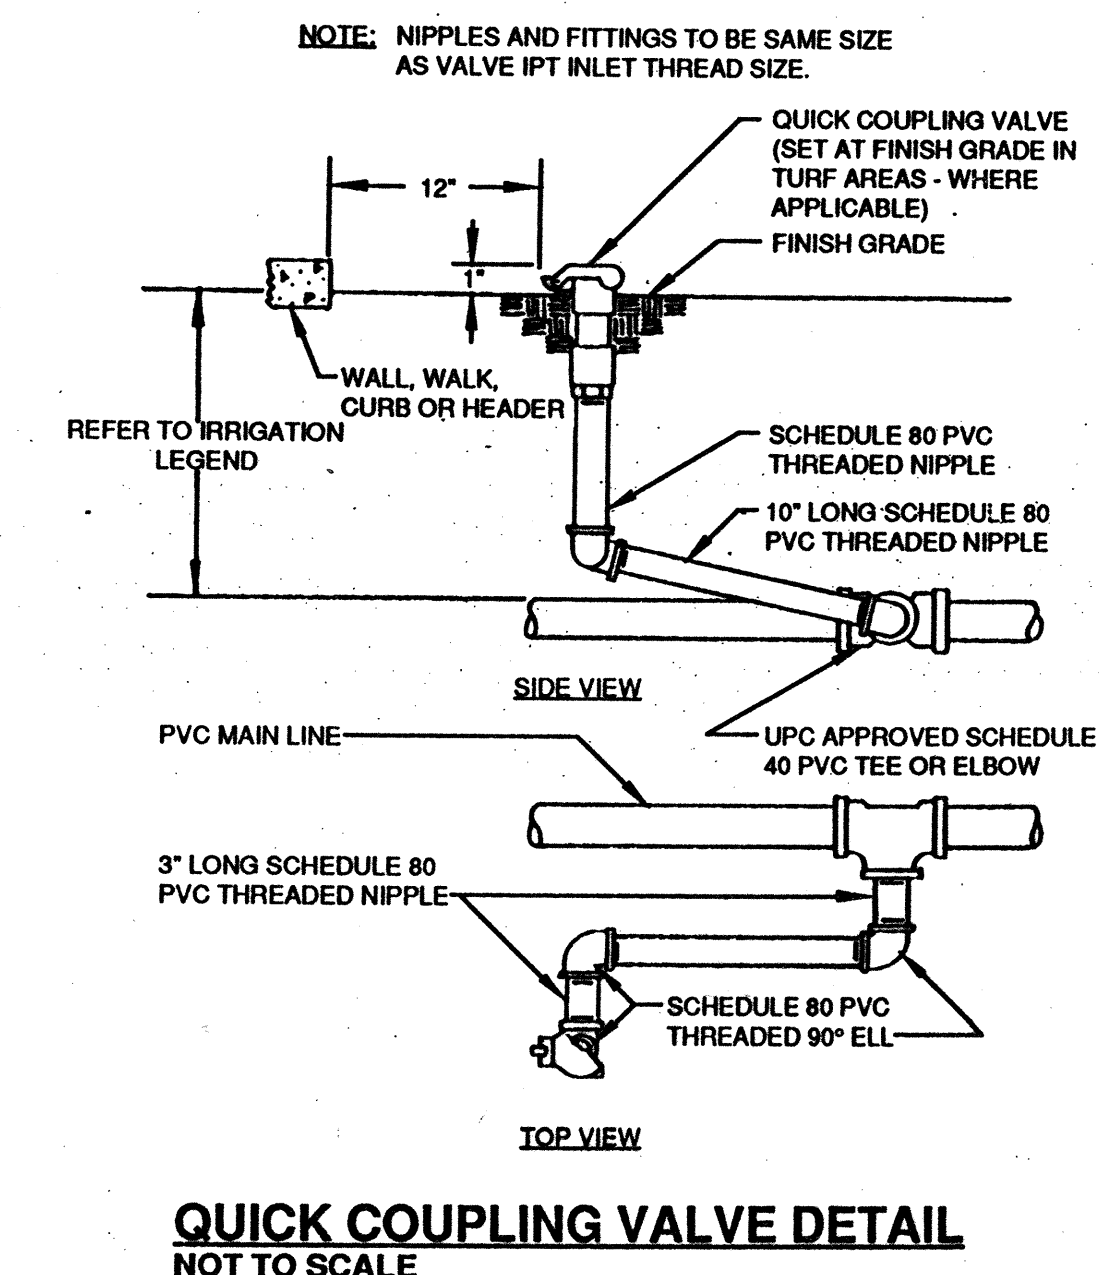 NOTE: NIPPLES AND FITTINGS TO BE SAME SIZE
AS VALVE IPT INLET THREAD SIZE.
QUICK COUPLING VALVE
(SET AT FINISH GRADE IN
TURF AREAS - WHERE
APPLICABLE)
12"
FINISH GRADE
1"
WALL, WALK,
CURB OR HEADER
REFER TO IRRIGATION
LEGEND
SCHEDULE 80 PVC
THREADED NIPPLE
10" LONG SCHEDULE 80
PVC THREADED NIPPLE
SIDE VIEW
PVC MAIN LINE
UPC APPROVED SCHEDULE
40 PVC TEE OR ELBOW
3" LONG SCHEDULE 80
PVC THREADED NIPPLE
SCHEDULE 80 PVC
THREADED 90° ELL
TOP VIEW
QUICK COUPLING VALVE DETAIL
NOT TO SCALE